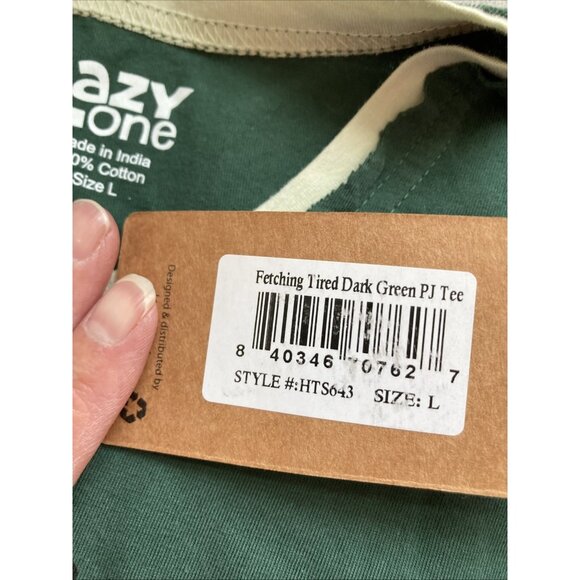 azy
one
ade in India
0% Cotton
Size L
Designed & distributed by
Fetching Tired Dark Green PJ Tee
8 40346 70762 7
STYLE #:HTS643 SIZE: L